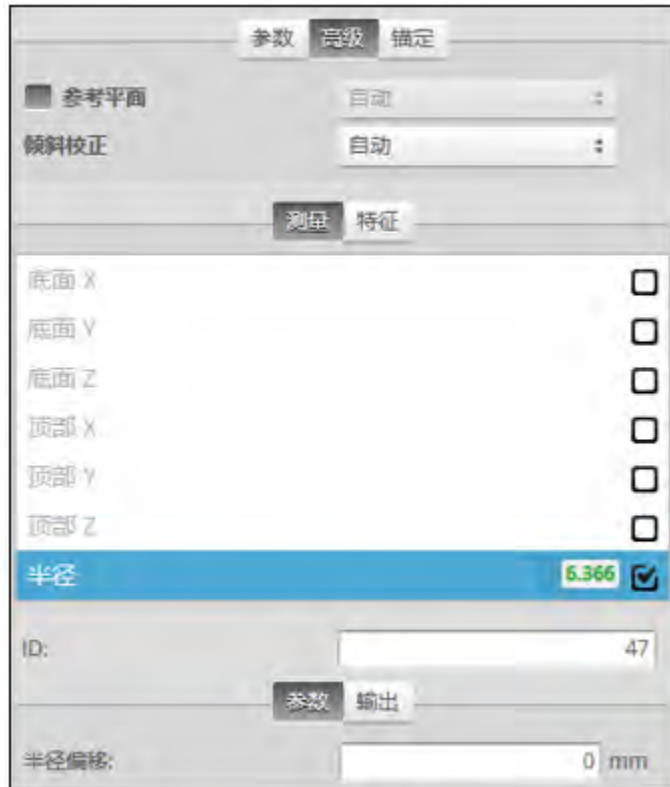 参数 高级 锚定
参考平面 自动
倾斜校正 自动
测量 特征
底面 X
底面 Y
底面 Z
顶部 X
顶部 Y
顶部 Z
半径 6.366
ID: 47
参数 输出
半径偏移: 0 mm